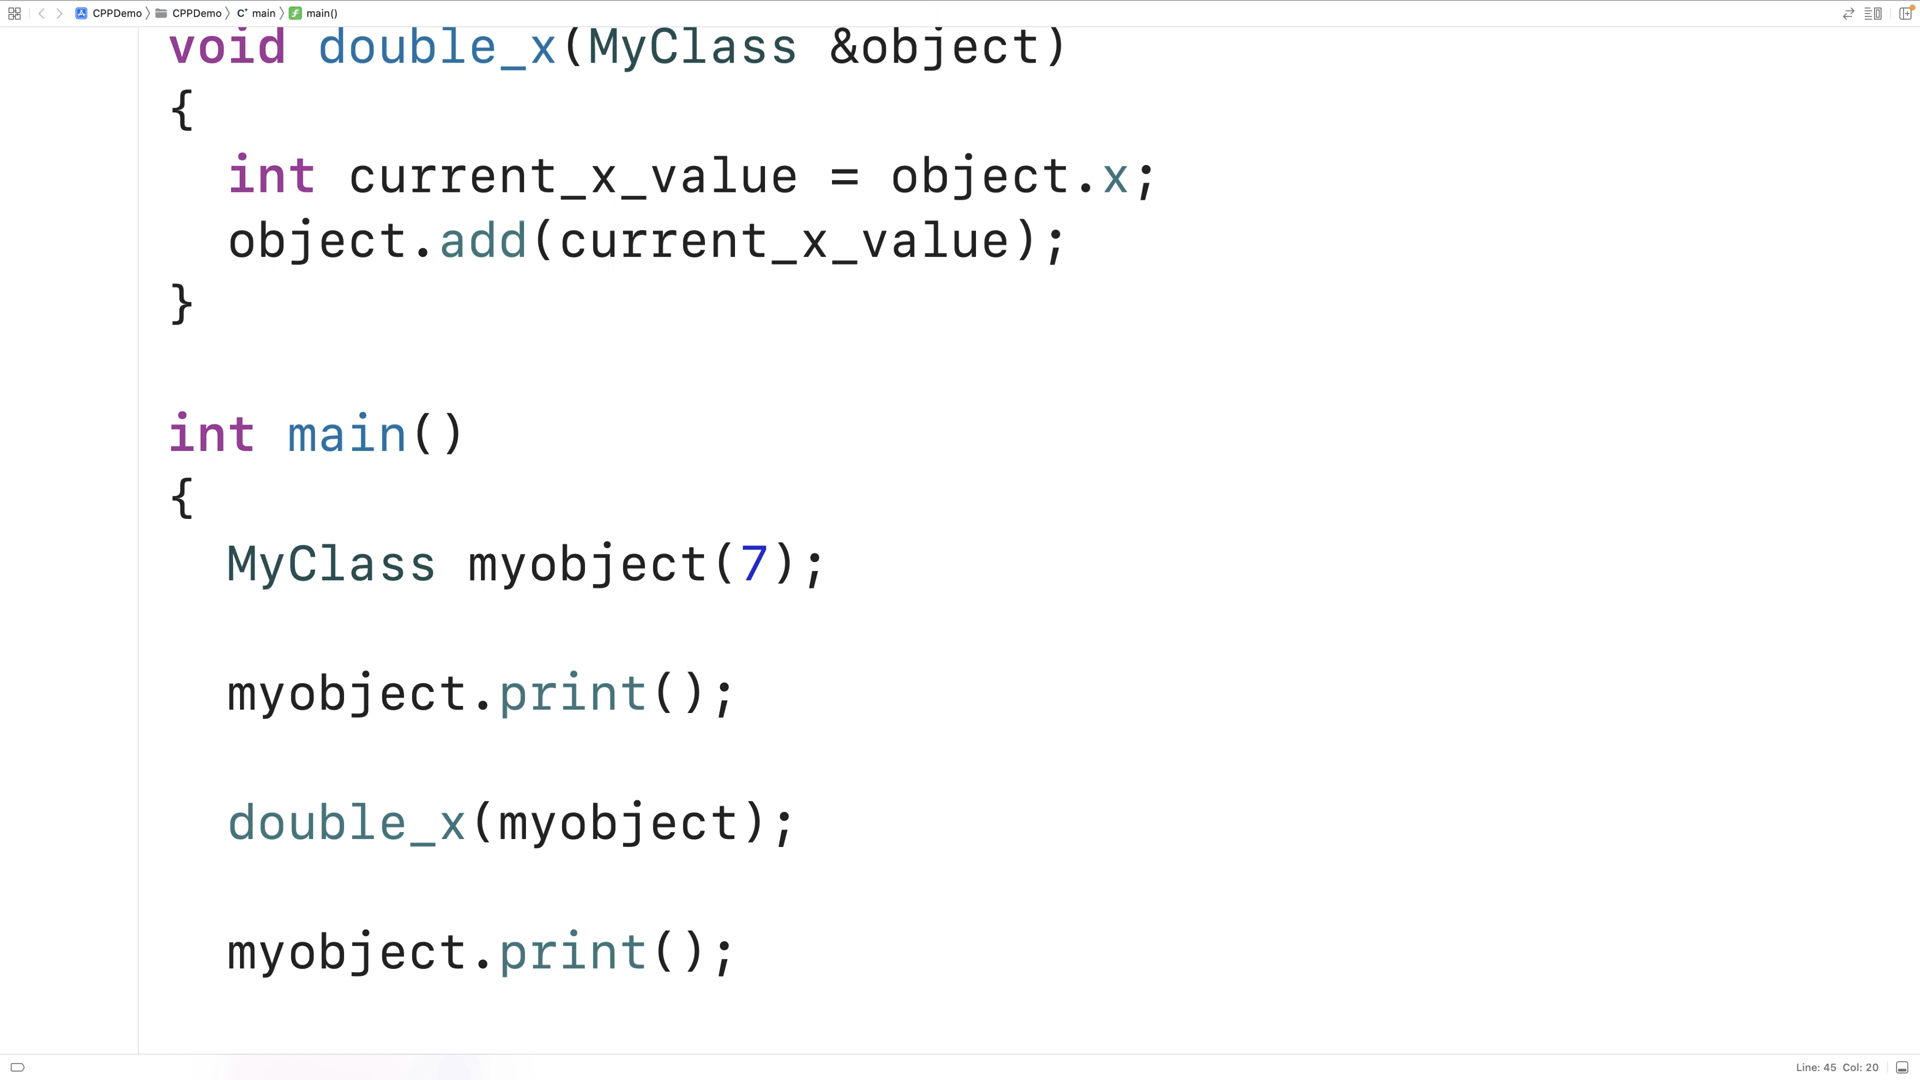 CPPDemo 〉 CPPDemo 〉 C⁺ main 〉 f main()
void double_x(MyClass &object)
{
int current_x_value = object.x;
object.add(current_x_value);
}
int main()
{
MyClass myobject(7);
myobject.print();
double_x(myobject);
myobject.print();
Line: 45 Col: 20